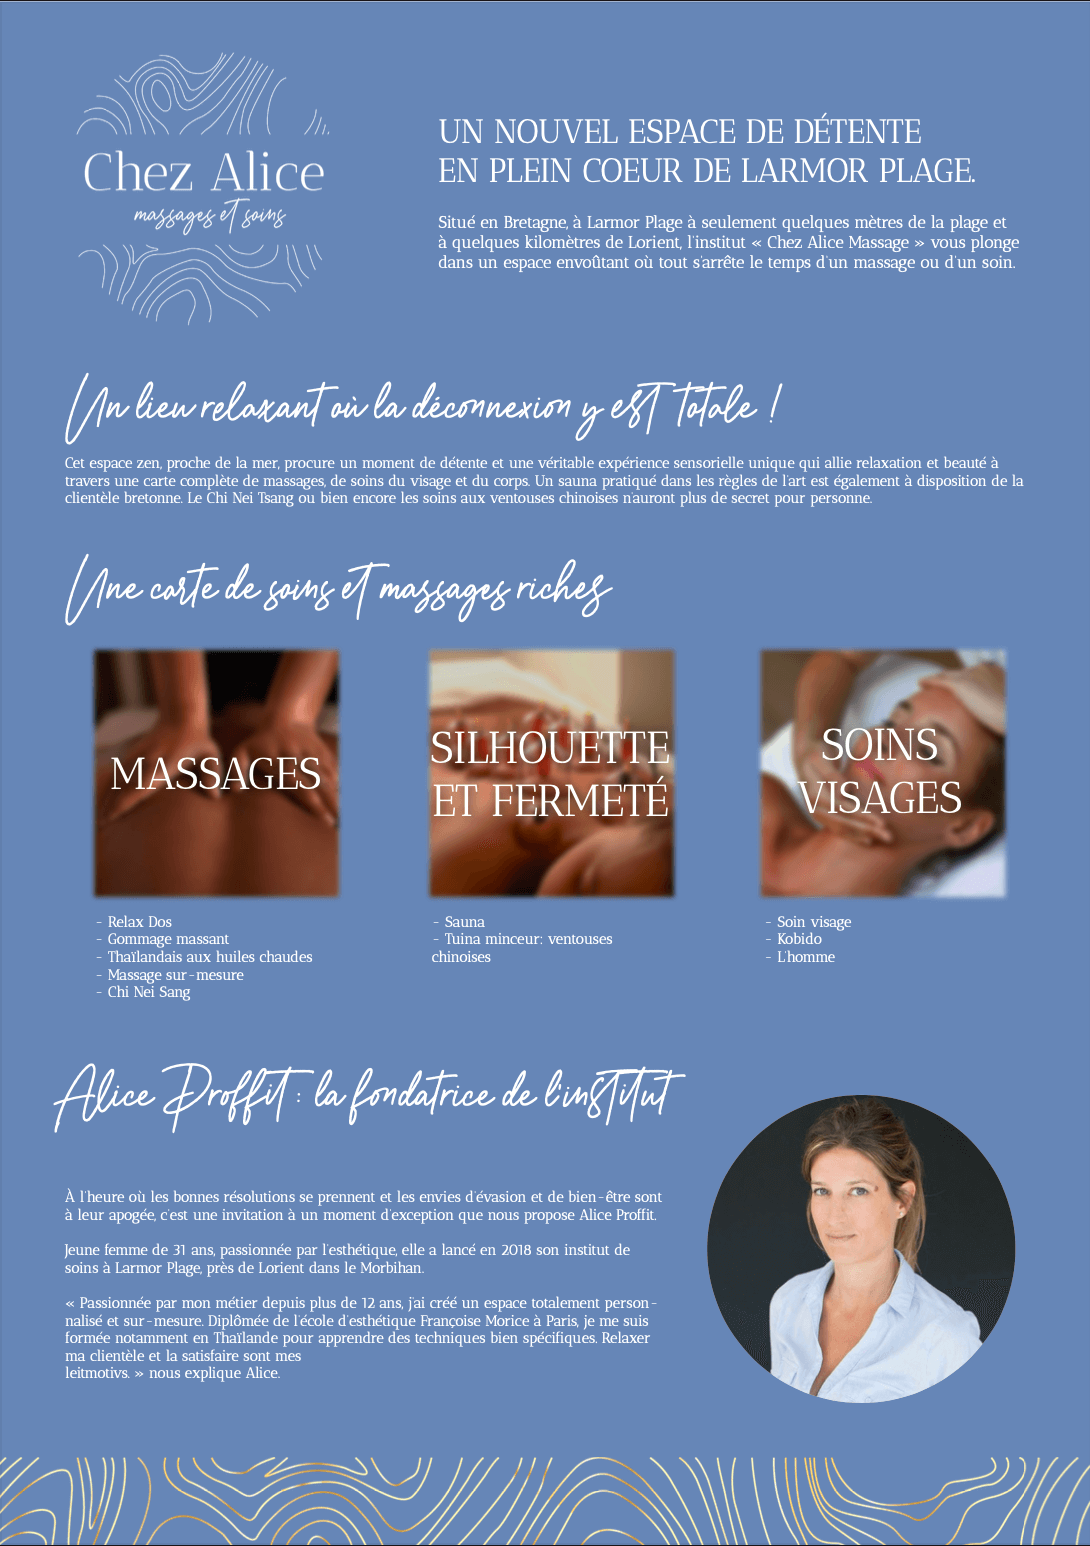 Chez Alice
massages et soins
UN NOUVEL ESPACE DE DÉTENTE
EN PLEIN COEUR DE LARMOR PLAGE.
Situé en Bretagne, à Larmor Plage à seulement quelques mètres de la plage et
à quelques kilomètres de Lorient, l'institut « Chez Alice Massage » vous plonge
dans un espace envoûtant où tout s'arrête le temps d'un massage ou d'un soin.
Un lieu relaxant où la déconnexion y est totale !
Cet espace zen, proche de la mer, procure un moment de détente et une véritable expérience sensorielle unique qui allie relaxation et beauté à
travers une carte complète de massages, de soins du visage et du corps. Un sauna pratiqué dans les règles de l'art est également à disposition de la
clientèle bretonne. Le Chi Nei Tsang ou bien encore les soins aux ventouses chinoises n'auront plus de secret pour personne.
Une carte de soins et massages riches
MASSAGES
- Relax Dos
- Gommage massant
- Thaïlandais aux huiles chaudes
- Massage sur-mesure
- Chi Nei Sang
SILHOUETTE
ET FERMETÉ
- Sauna
- Tuina minceur: ventouses
chinoises
SOINS
VISAGES
- Soin visage
- Kobido
- L'homme
Alice Proffit : la fondatrice de l'institut
À l'heure où les bonnes résolutions se prennent et les envies d'évasion et de bien-être sont
à leur apogée, c'est une invitation à un moment d'exception que nous propose Alice Proffit.
Jeune femme de 31 ans, passionnée par l'esthétique, elle a lancé en 2018 son institut de
soins à Larmor Plage, près de Lorient dans le Morbihan.
« Passionnée par mon métier depuis plus de 12 ans, j'ai créé un espace totalement person-
nalisé et sur-mesure. Diplômée de l'école d'esthétique Françoise Morice à Paris, je me suis
formée notamment en Thaïlande pour apprendre des techniques bien spécifiques. Relaxer
ma clientèle et la satisfaire sont mes
leitmotivs. » nous explique Alice.